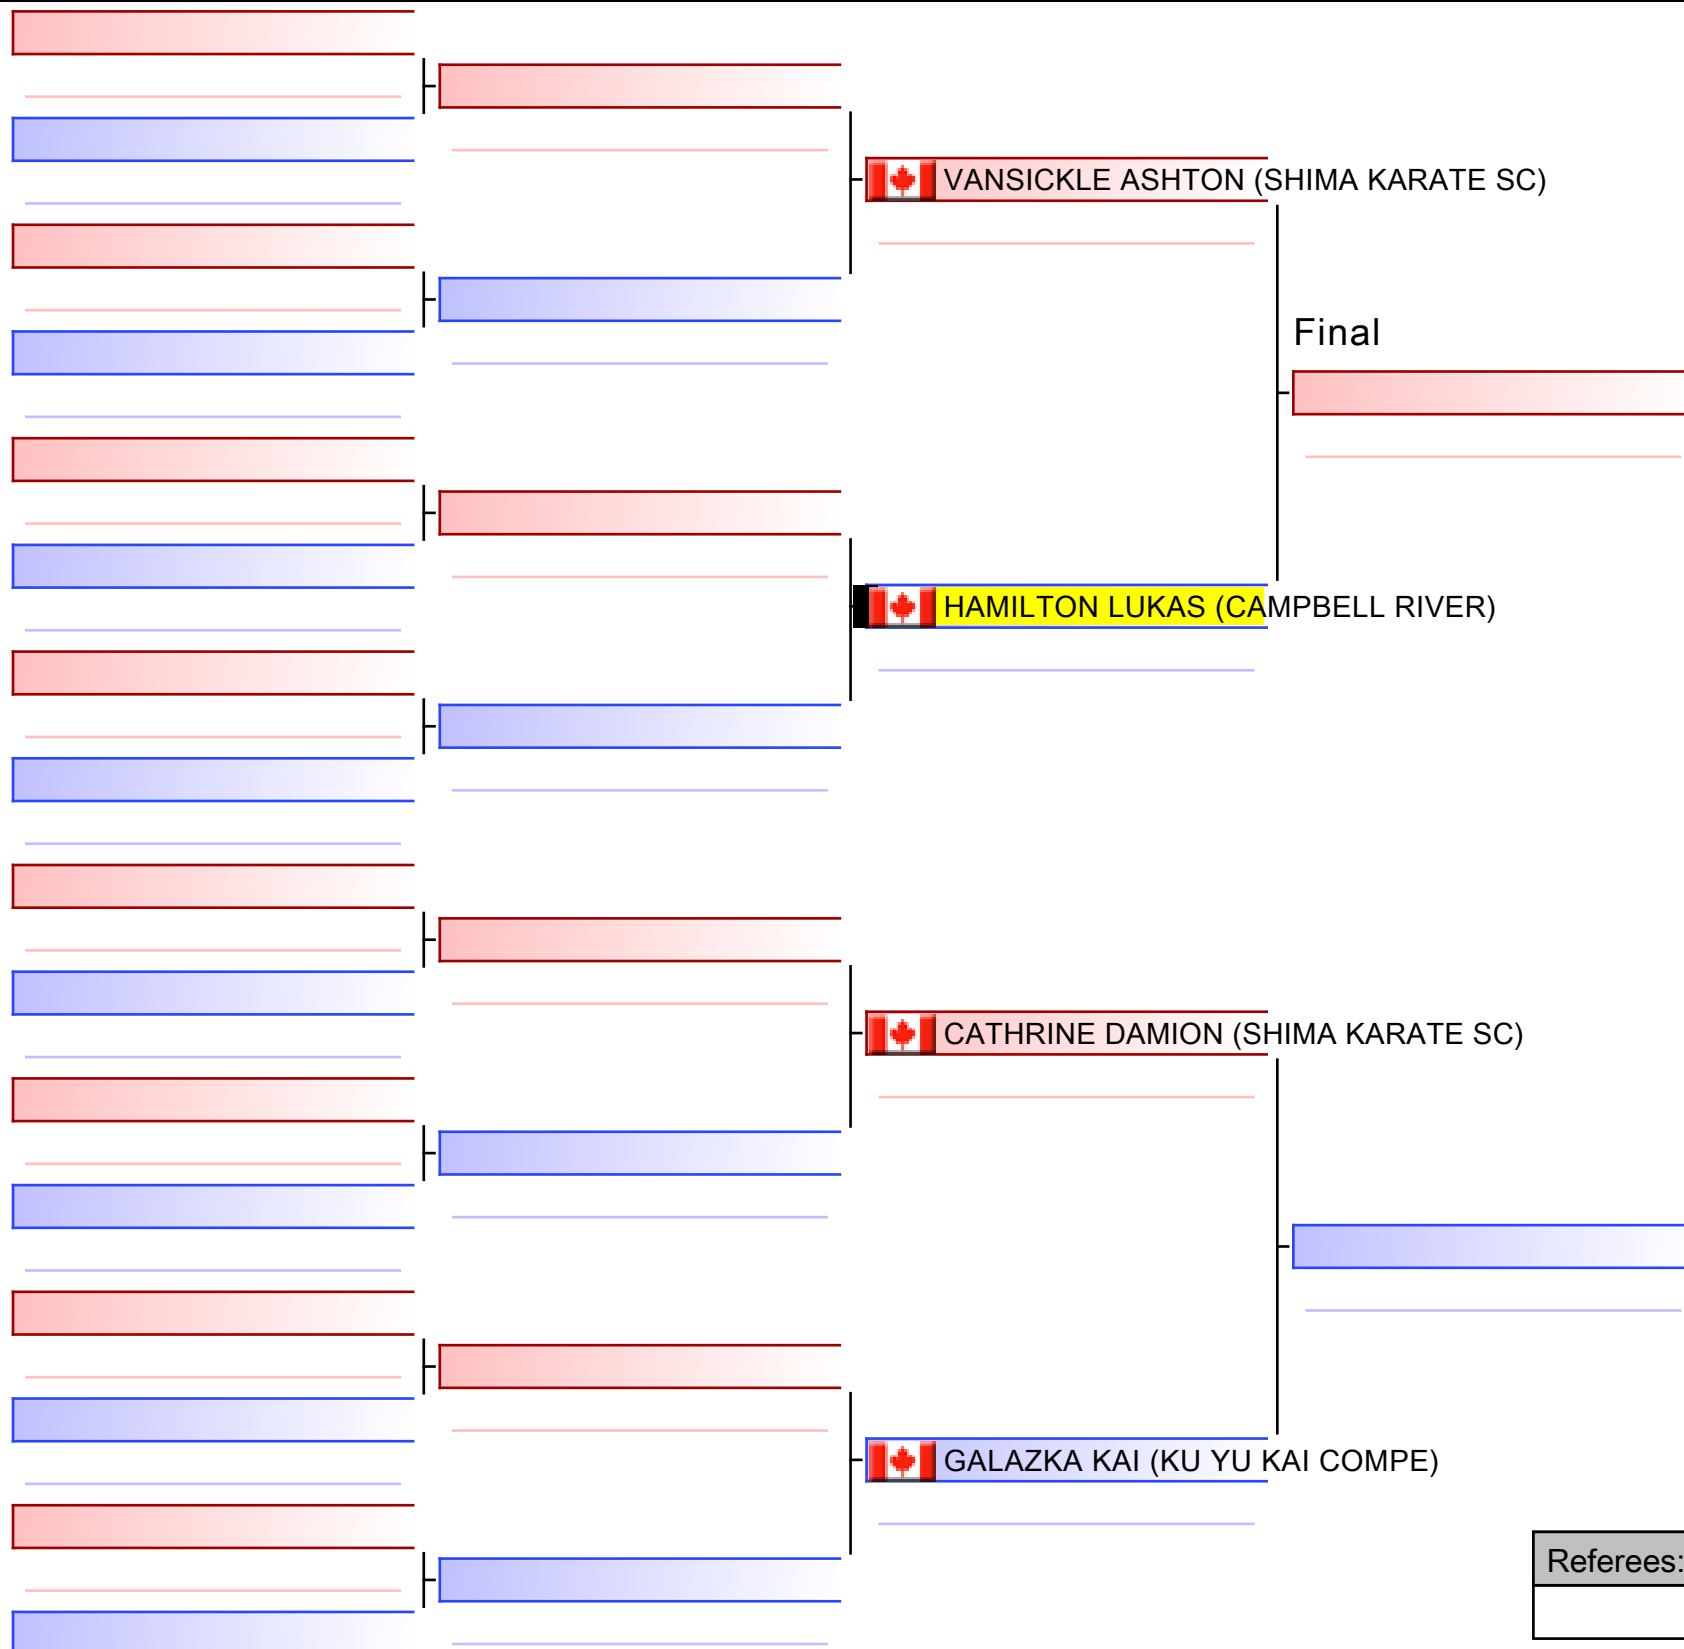 VANSICKLE ASHTON (SHIMA KARATE SC)
Final
HAMILTON LUKAS (CAMPBELL RIVER)
CATHRINE DAMION (SHIMA KARATE SC)
GALAZKA KAI (KU YU KAI COMPE)
Referees: